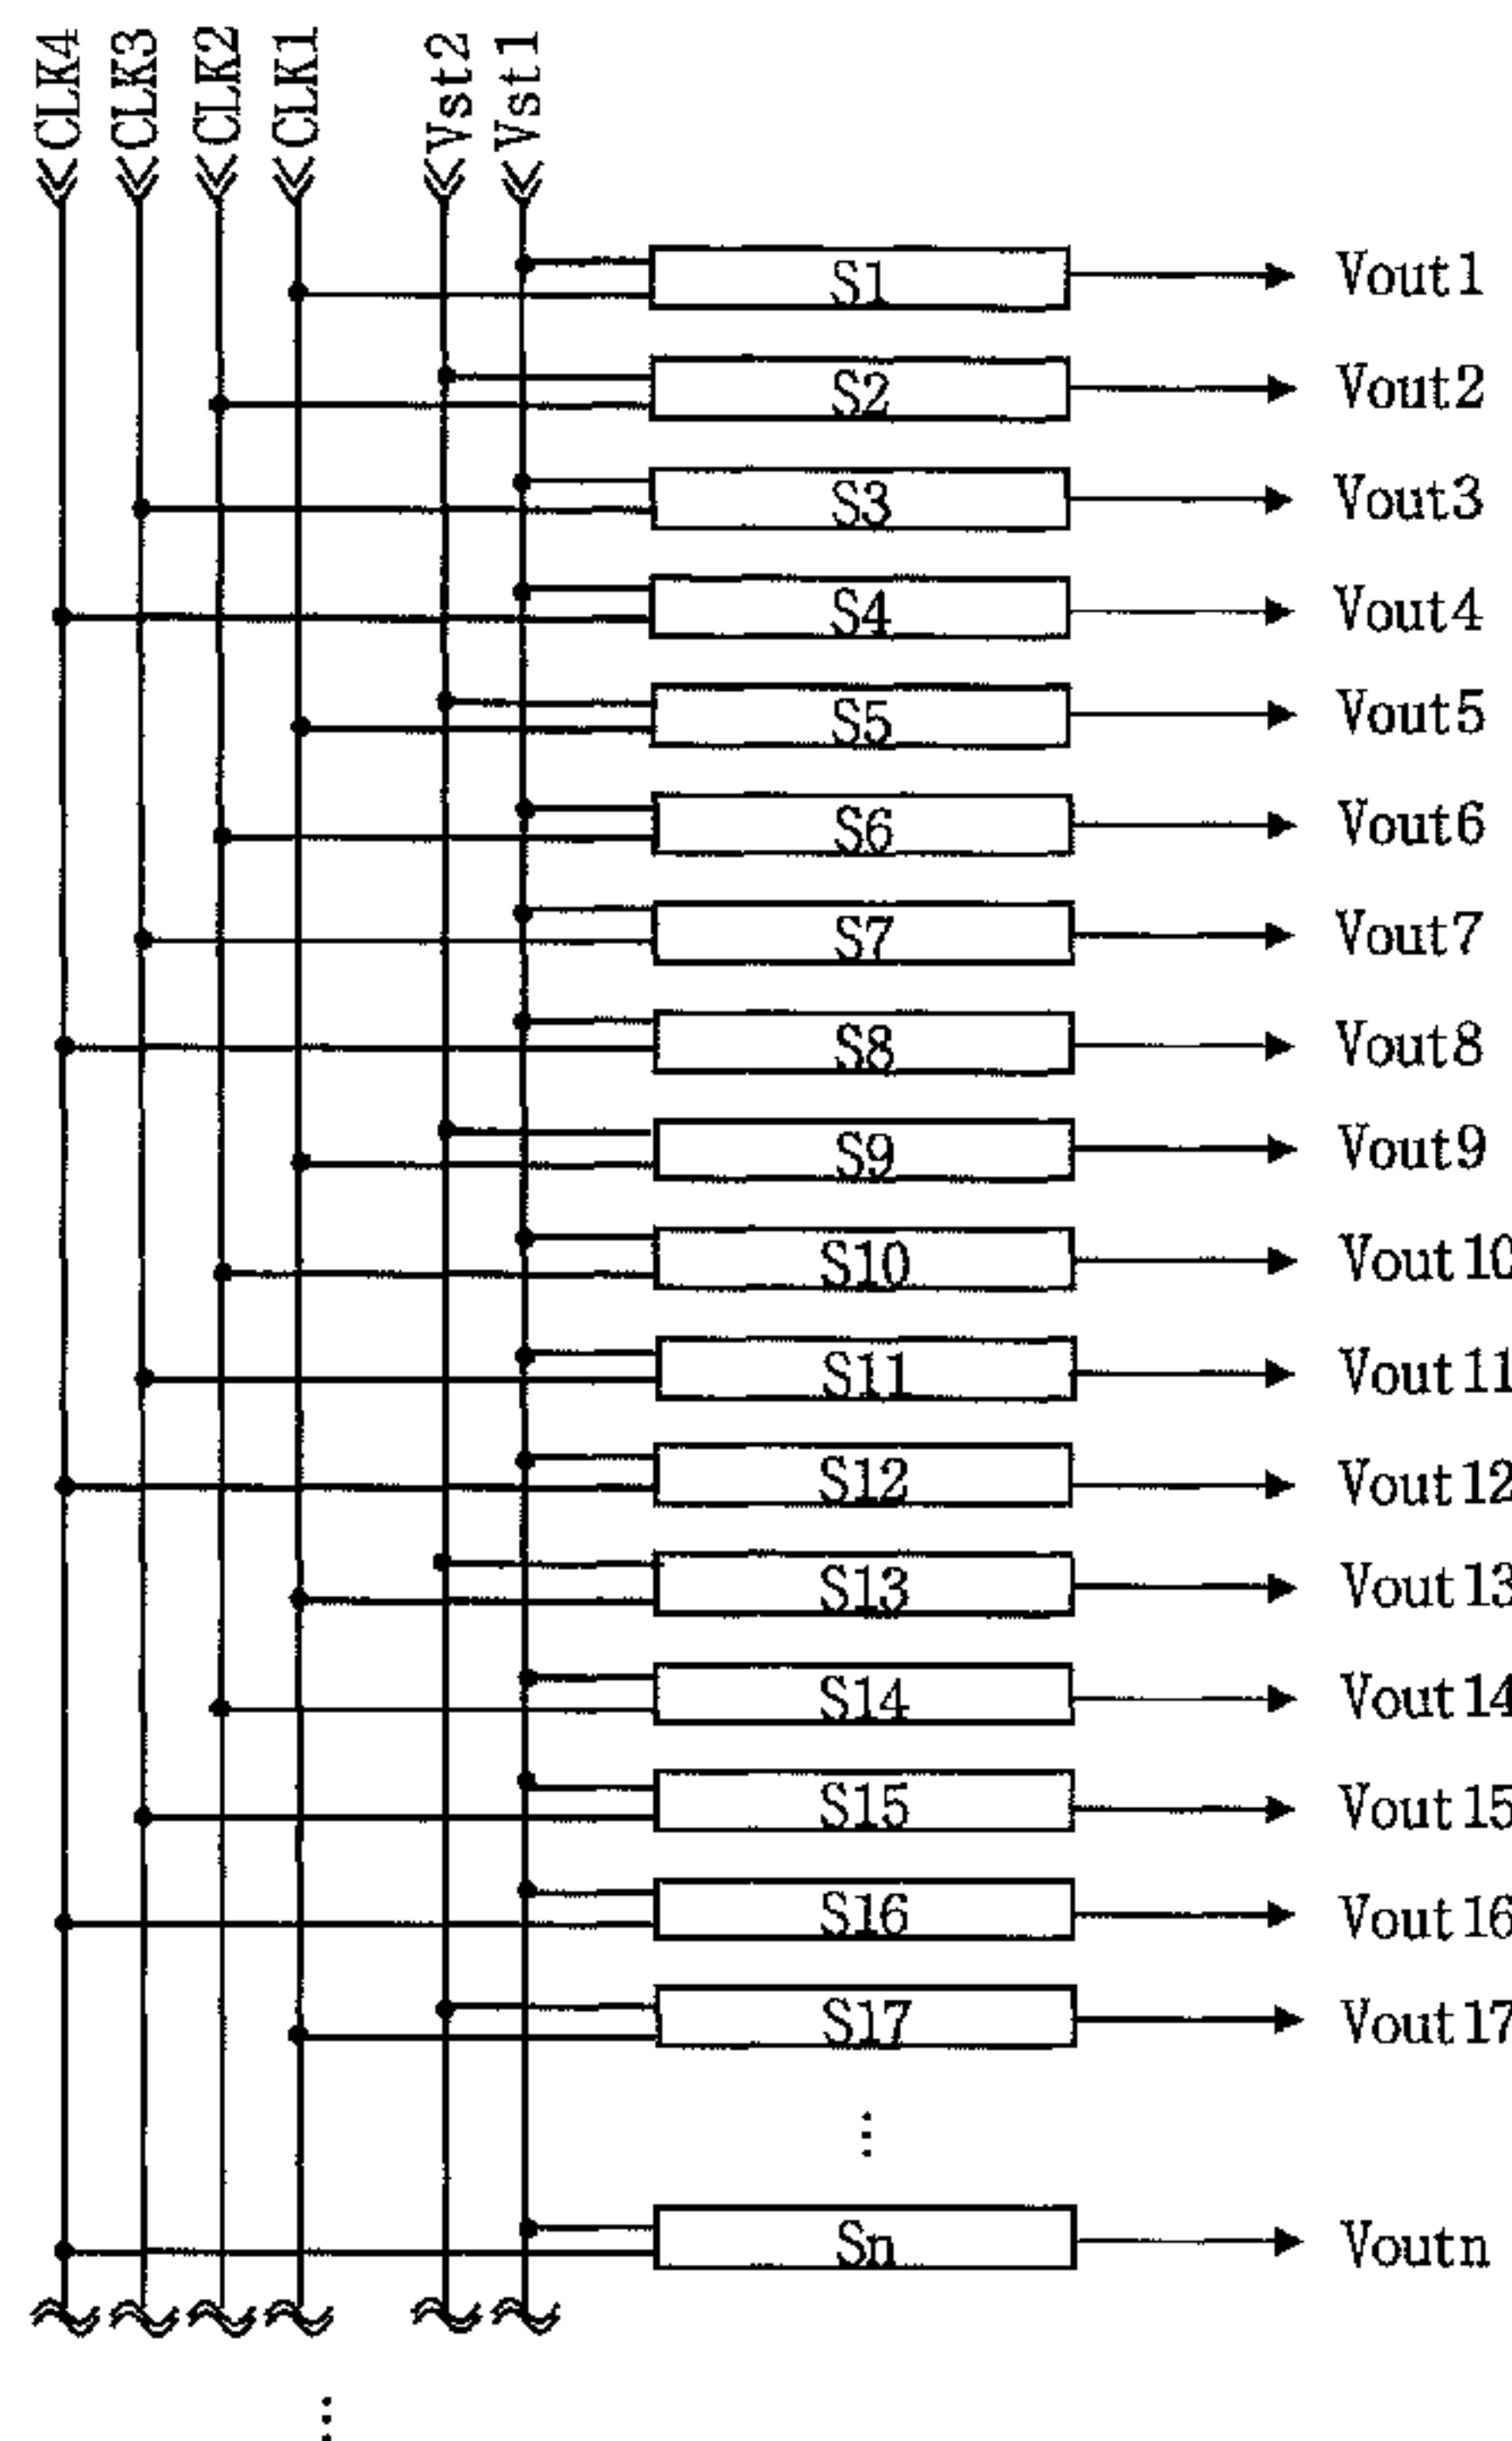 CLK4
CLK3
CLK2
CLK1
Vst2
Vst1
S1
Vout1
S2
Vout2
S3
Vout3
S4
Vout4
S5
Vout5
S6
Vout6
S7
Vout7
S8
Vout8
S9
Vout9
S10
Vout10
S11
Vout11
S12
Vout12
S13
Vout13
S14
Vout14
S15
Vout15
S16
Vout16
S17
Vout17
⋮
Sn
Voutn
⋮